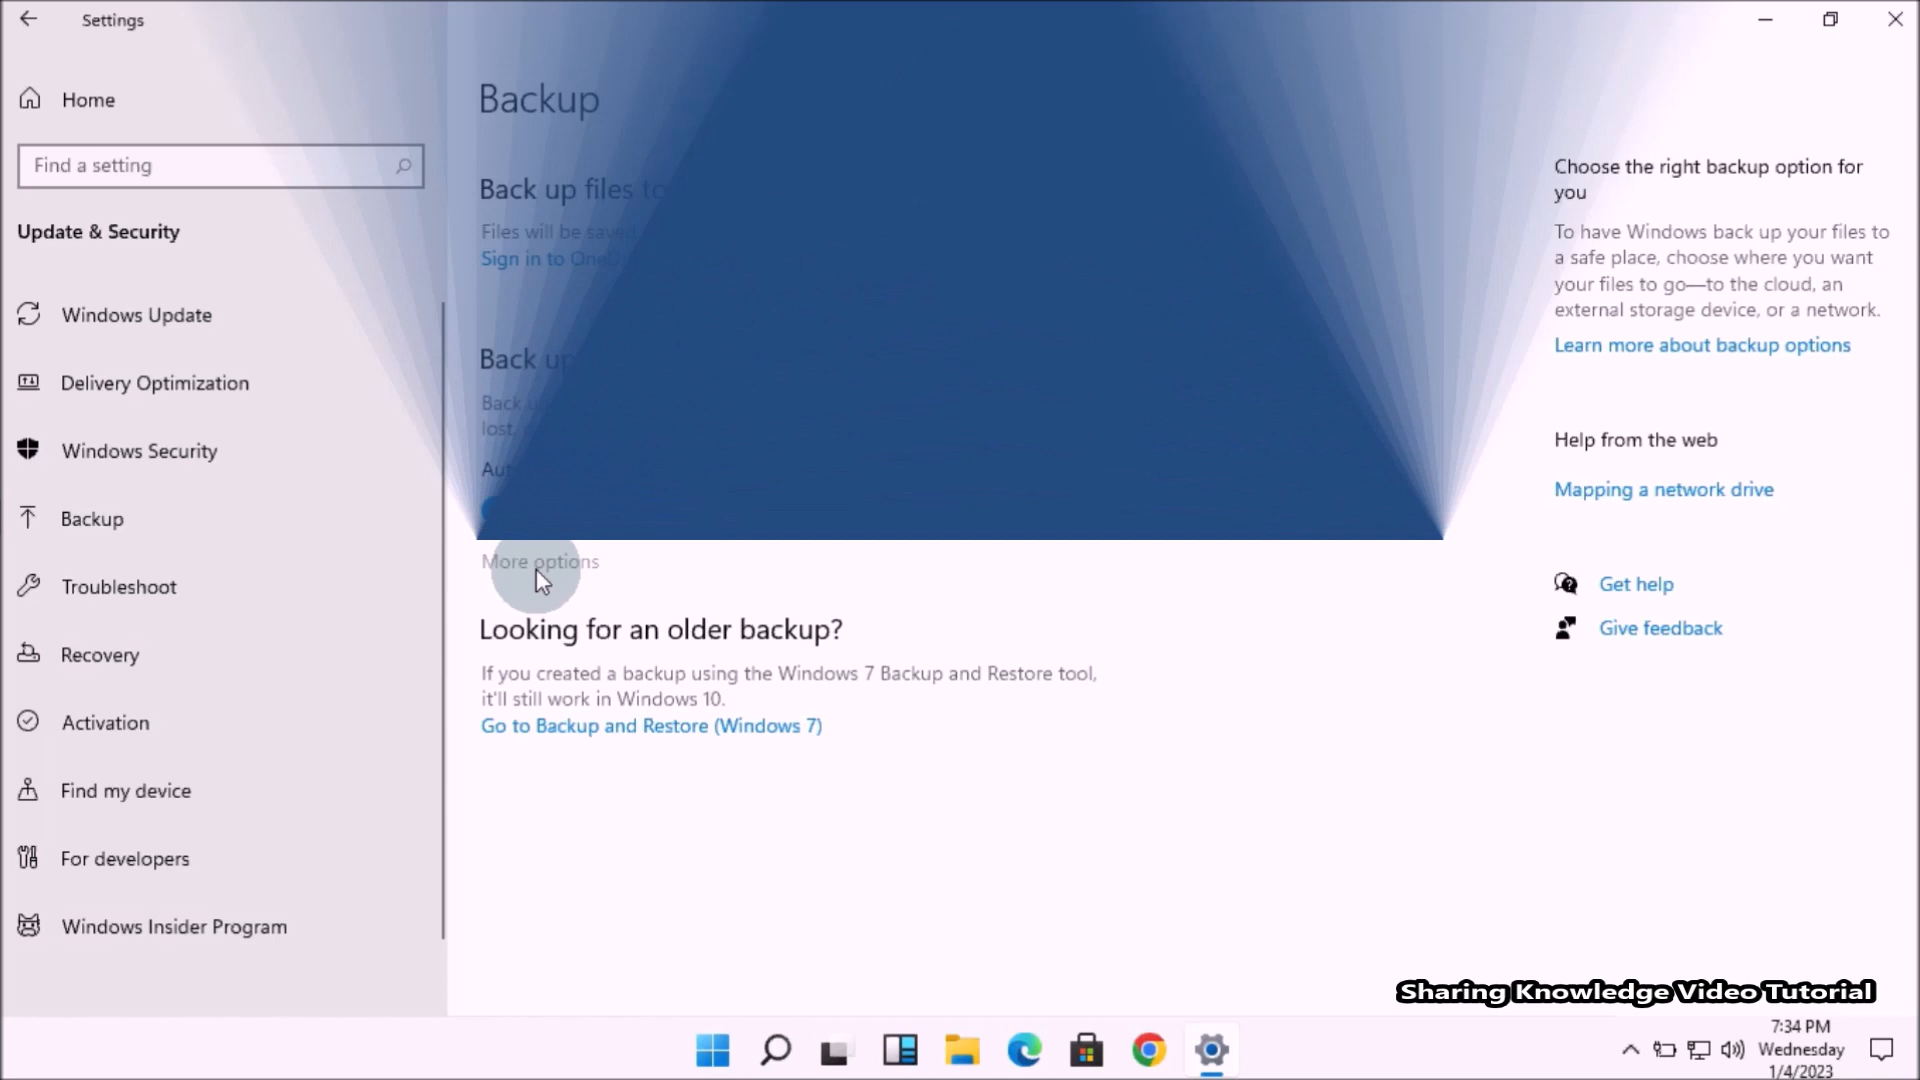 Settings
Home
Find a setting
Update & Security
Windows Update
Delivery Optimization
Windows Security
Backup
Troubleshoot
Recovery
Activation
Find my device
For developers
Windows Insider Program
Backup
Back up files to
Files will be saved
Sign in to
Back up
Back up
lost,
More options
Looking for an older backup?
If you created a backup using the Windows 7 Backup and Restore tool,
it'll still work in Windows 10.
Go to Backup and Restore (Windows 7)
Choose the right backup option for
you
To have Windows back up your files to
a safe place, choose where you want
your files to go—to the cloud, an
external storage device, or a network.
Learn more about backup options
Help from the web
Mapping a network drive
Get help
Give feedback
Sharing Knowledge Video Tutorial
7:34 PM
Wednesday
1/4/2023